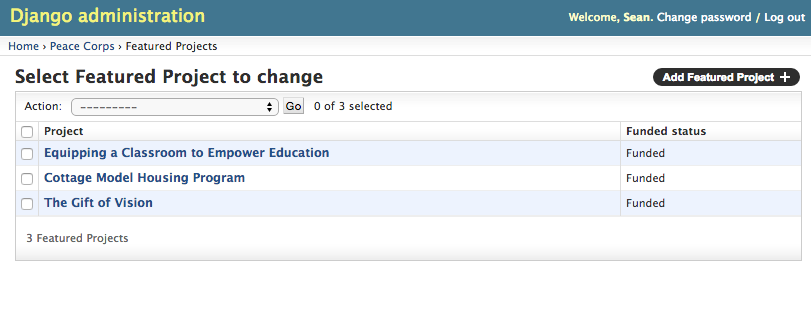 Django administration
Welcome, Sean. Change password / Log out
Home › Peace Corps › Featured Projects
Select Featured Project to change
Add Featured Project +
Action: --------- Go 0 of 3 selected
Project Funded status
Equipping a Classroom to Empower Education Funded
Cottage Model Housing Program Funded
The Gift of Vision Funded
3 Featured Projects